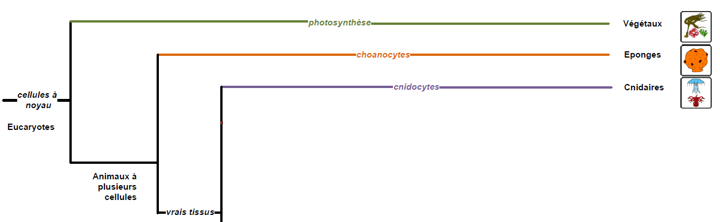 photosynthèse
Végétaux
choanocytes
Eponges
cnidocytes
Cnidaires
cellules à
noyau
Eucaryotes
Animaux à
plusieurs
cellules
vrais tissus